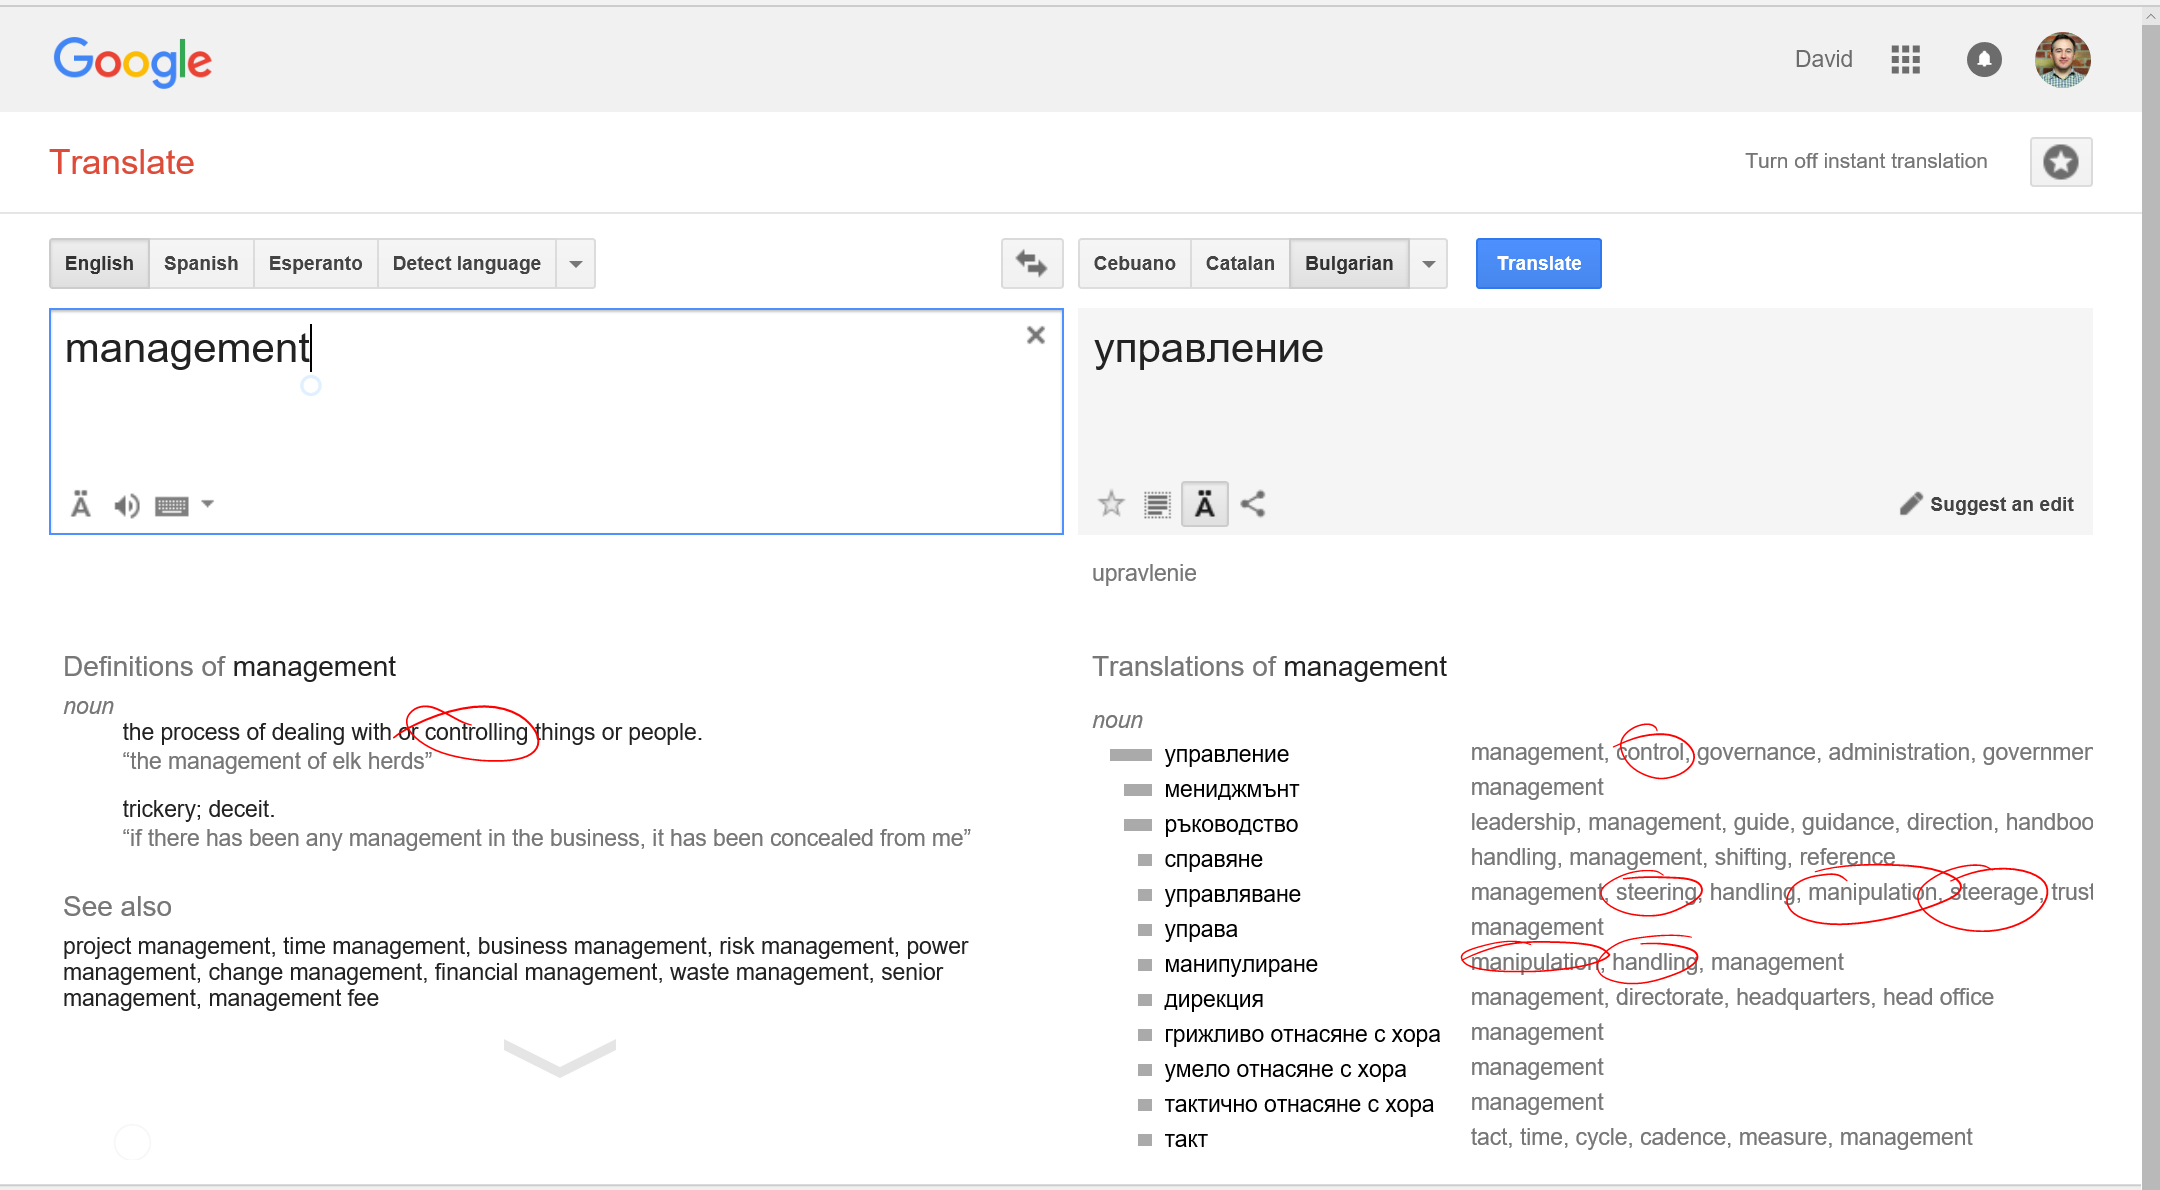 Google
David
Translate
Turn off instant translation
English Spanish Esperanto Detect language
Cebuano Catalan Bulgarian Translate
management
управление
Ä
Ä
Suggest an edit
upravlenie
Definitions of management
noun
the process of dealing with or controlling things or people.
“the management of elk herds”
trickery; deceit.
“if there has been any management in the business, it has been concealed from me”
See also
project management, time management, business management, risk management, power
management, change management, financial management, waste management, senior
management, management fee
Translations of management
noun
управление management, control, governance, administration, governmen
мениджмънт management
ръководство leadership, management, guide, guidance, direction, handboo
справяне handling, management, shifting, reference
управляване management, steering, handling, manipulation, steerage, trust
управа management
манипулиране manipulation, handling, management
дирекция management, directorate, headquarters, head office
грижливо отнасяне с хора management
умело отнасяне с хора management
тактично отнасяне с хора management
такт tact, time, cycle, cadence, measure, management